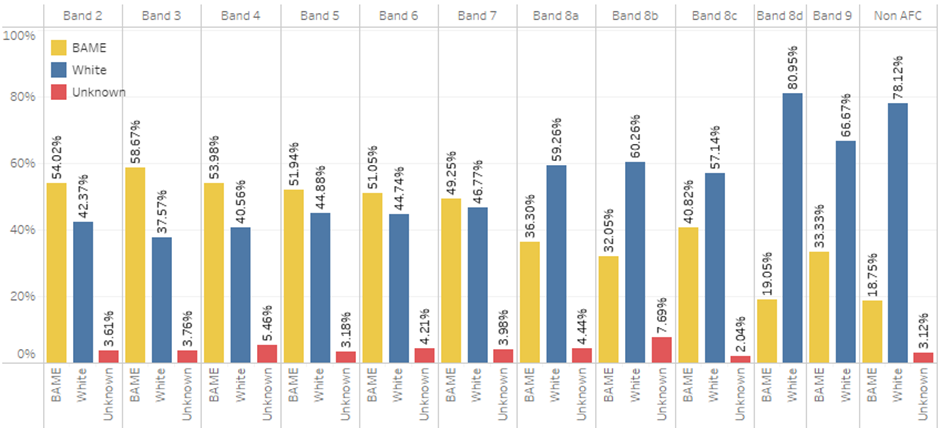 Band 2 Band 3 Band 4 Band 5 Band 6 Band 7 Band 8a Band 8b Band 8c Band 8d Band 9 Non AFC
100%
80%
60%
40%
20%
0%
BAME
White
Unknown
54.02% 42.37% 3.61% 58.67% 37.57% 3.76% 53.98% 40.56% 5.46% 51.94% 44.88% 3.18% 51.05% 44.74% 4.21% 49.25% 46.77% 3.98% 36.30% 59.26% 4.44% 32.05% 60.26% 7.69% 40.82% 57.14% 2.04% 19.05% 80.95% 33.33% 66.67% 18.75% 78.12% 3.12%
BAME White Unknown BAME White Unknown BAME White Unknown BAME White Unknown BAME White Unknown BAME White Unknown BAME White Unknown BAME White Unknown BAME White Unknown BAME White BAME White BAME White Unknown